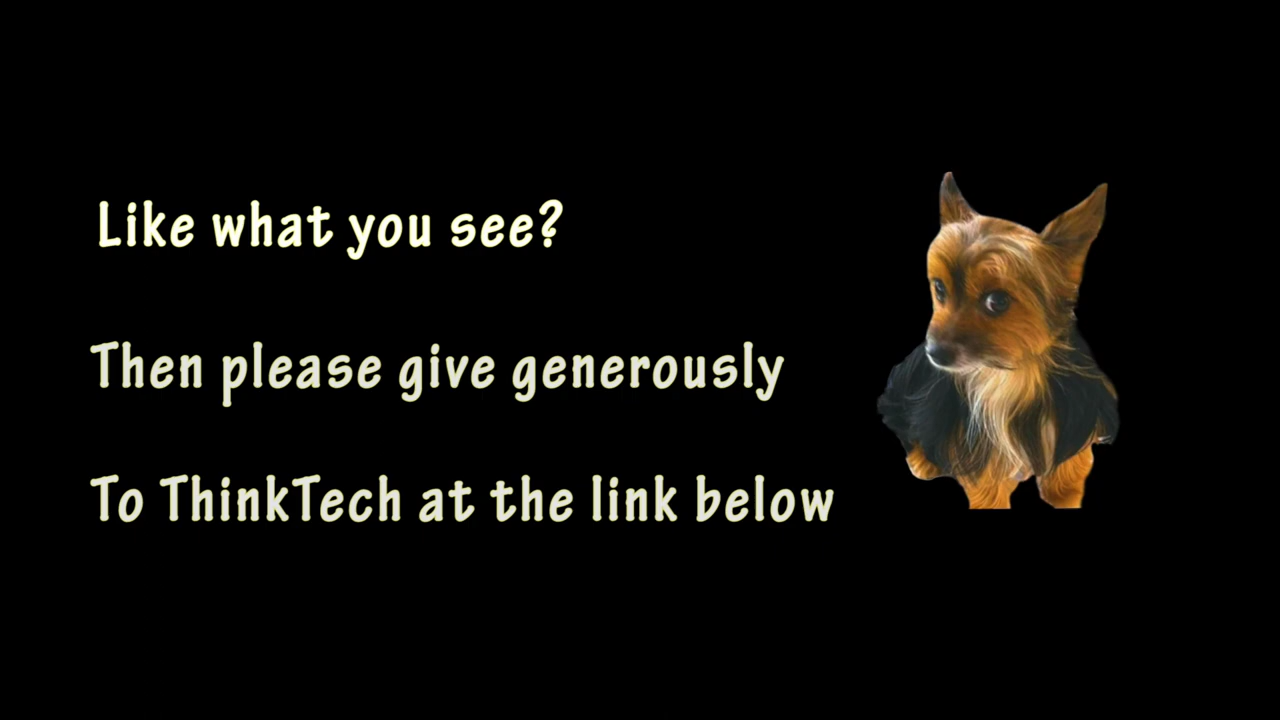 Like what you see?
Then please give generously
To ThinkTech at the link below